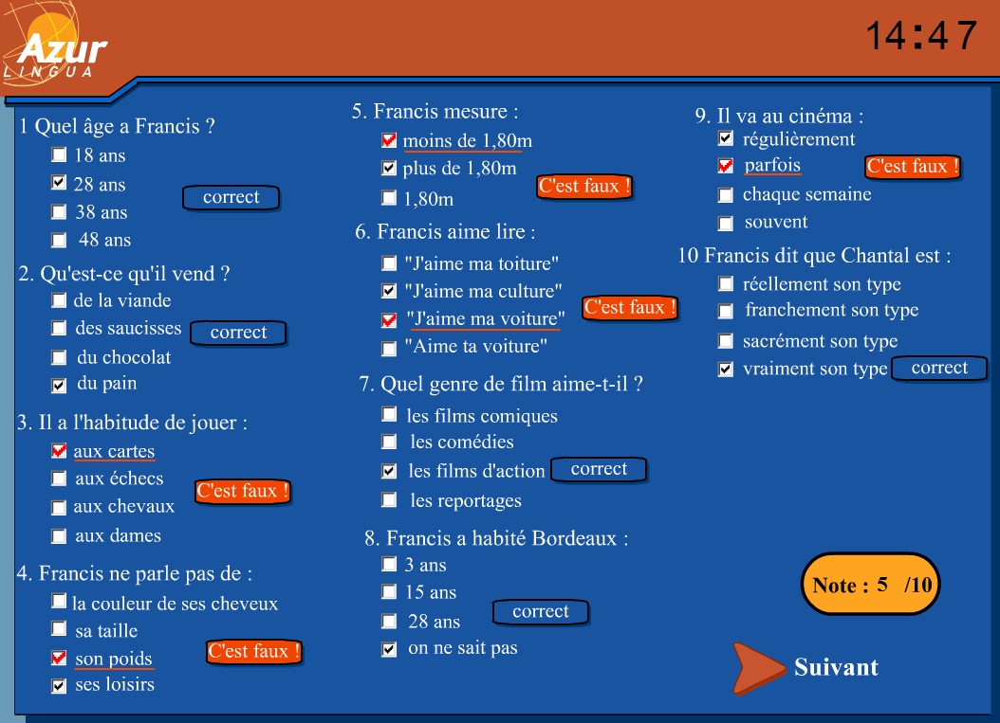 Azur
LINGUA
14:47
1 Quel âge a Francis ?
18 ans
28 ans
correct
38 ans
48 ans
2. Qu'est-ce qu'il vend ?
de la viande
des saucisses
correct
du chocolat
du pain
3. Il a l'habitude de jouer :
aux cartes
aux échecs
C'est faux !
aux chevaux
aux dames
4. Francis ne parle pas de :
la couleur de ses cheveux
sa taille
son poids
C'est faux !
ses loisirs
5. Francis mesure :
moins de 1,80m
plus de 1,80m
C'est faux !
1,80m
6. Francis aime lire :
"J'aime ma toiture"
"J'aime ma culture"
C'est faux !
"J'aime ma voiture"
"Aime ta voiture"
7. Quel genre de film aime-t-il ?
les films comiques
les comédies
les films d'action
correct
les reportages
8. Francis a habité Bordeaux :
3 ans
15 ans
correct
28 ans
on ne sait pas
9. Il va au cinéma :
régulièrement
parfois
C'est faux !
chaque semaine
souvent
10 Francis dit que Chantal est :
réellement son type
franchement son type
sacrément son type
vraiment son type
correct
Note : 5 /10
Suivant